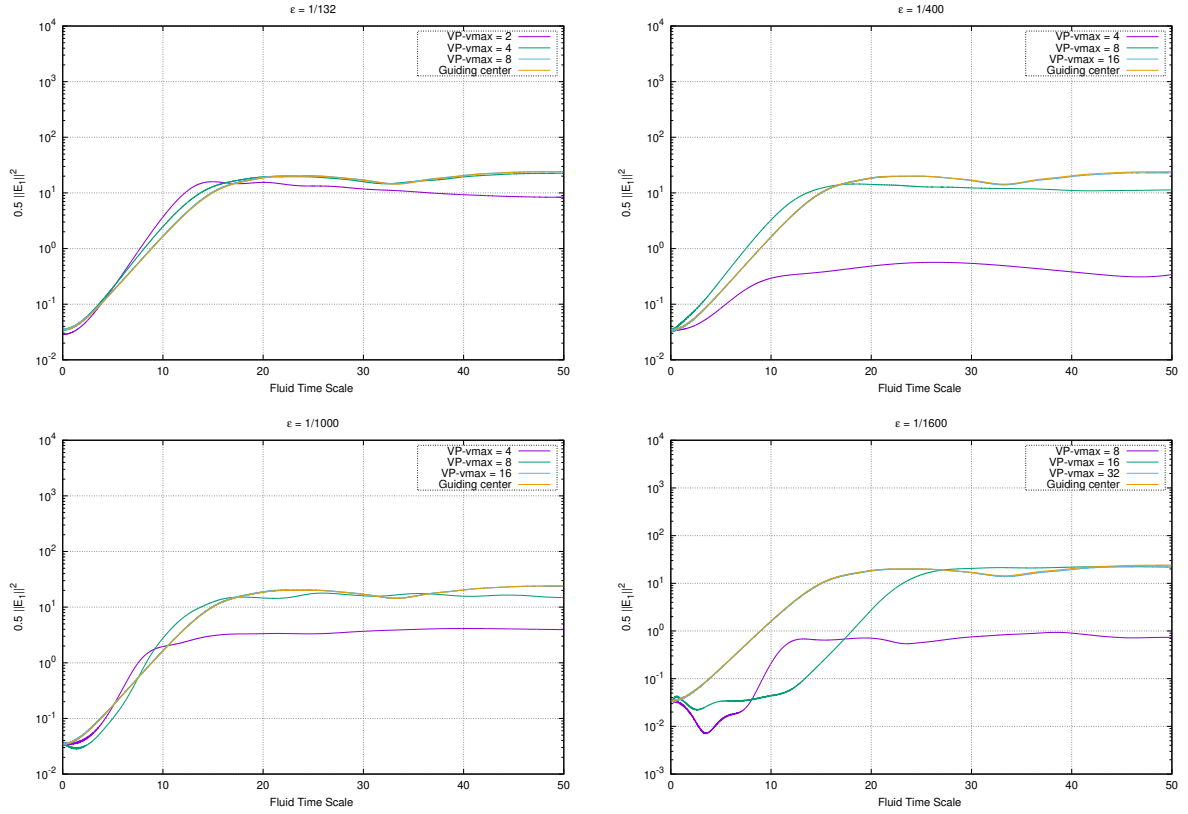 ε = 1/132
10^4
10^3
10^2
10^1
10^0
10^-1
10^-2
0.5 ||E_1||^2
VP-vmax = 2
VP-vmax = 4
VP-vmax = 8
Guiding center
0 10 20 30 40 50
Fluid Time Scale
ε = 1/400
10^4
10^3
10^2
10^1
10^0
10^-1
10^-2
0.5 ||E_1||^2
VP-vmax = 4
VP-vmax = 8
VP-vmax = 16
Guiding center
0 10 20 30 40 50
Fluid Time Scale
ε = 1/1000
10^4
10^3
10^2
10^1
10^0
10^-1
10^-2
0.5 ||E_1||^2
VP-vmax = 4
VP-vmax = 8
VP-vmax = 16
Guiding center
0 10 20 30 40 50
Fluid Time Scale
ε = 1/1600
10^4
10^3
10^2
10^1
10^0
10^-1
10^-2
10^-3
0.5 ||E_1||^2
VP-vmax = 8
VP-vmax = 16
VP-vmax = 32
Guiding center
0 10 20 30 40 50
Fluid Time Scale